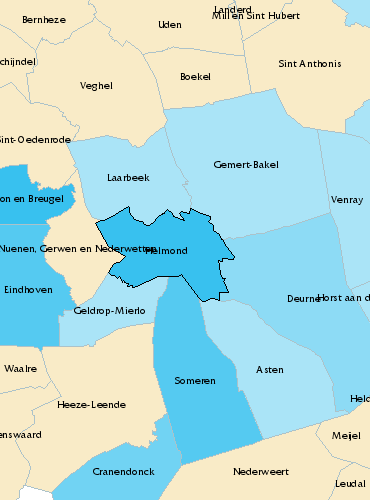 Landerd
Bernheze
Uden
Mill en Sint Hubert
chijndel
Veghel
Boekel
Sint Anthonis
Sint-Oedenrode
Laarbeek
Gemert-Bakel
on en Breugel
Venray
Nuenen, Gerwen en Nederwetten
Helmond
Eindhoven
Deurne
Horst aan d
Geldrop-Mierlo
Waalre
Someren
Asten
Heeze-Leende
Held
enswaard
Meijel
Cranendonck
Nederweert
Leudal